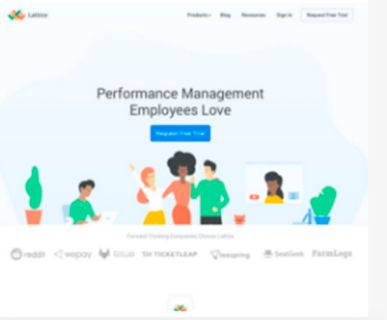 Lattice
Products Blog Resources Sign in Request Free Trial
Performance Management
Employees Love
Request Free Trial
Forward Thinking Companies Choose Lattice
reddit wepay GitLab TICKETLEAP teespring SeatGeek FarmLogs